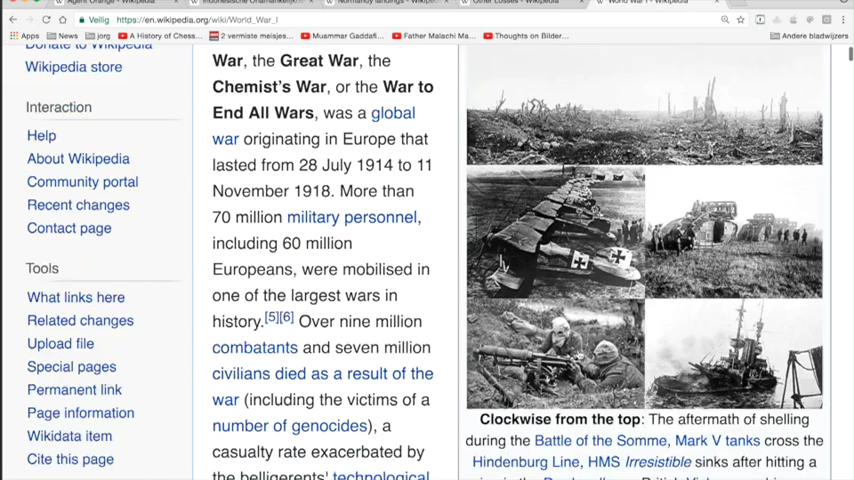 Agent Orange - Wikipedia
Indonesische Onafhankelijkhei
Normandy landings - Wikipedi
Other Losses - Wikipedia
World War I - Wikipedia
Veilig https://en.wikipedia.org/wiki/World_War_I
Apps News jorg A History of Chess... 2 vermiste meisjes... Muammar Gaddafi... Father Malachi Ma... Thoughts on Bilder... Andere bladwijzers
Donate to Wikipedia
Wikipedia store
Interaction
Help
About Wikipedia
Community portal
Recent changes
Contact page
Tools
What links here
Related changes
Upload file
Special pages
Permanent link
Page information
Wikidata item
Cite this page
War, the Great War, the
Chemist's War, or the War to
End All Wars, was a global
war originating in Europe that
lasted from 28 July 1914 to 11
November 1918. More than
70 million military personnel,
including 60 million
Europeans, were mobilised in
one of the largest wars in
history.[5][6] Over nine million
combatants and seven million
civilians died as a result of the
war (including the victims of a
number of genocides), a
casualty rate exacerbated by
the belligerents' technological
Clockwise from the top: The aftermath of shelling
during the Battle of the Somme, Mark V tanks cross the
Hindenburg Line, HMS Irresistible sinks after hitting a